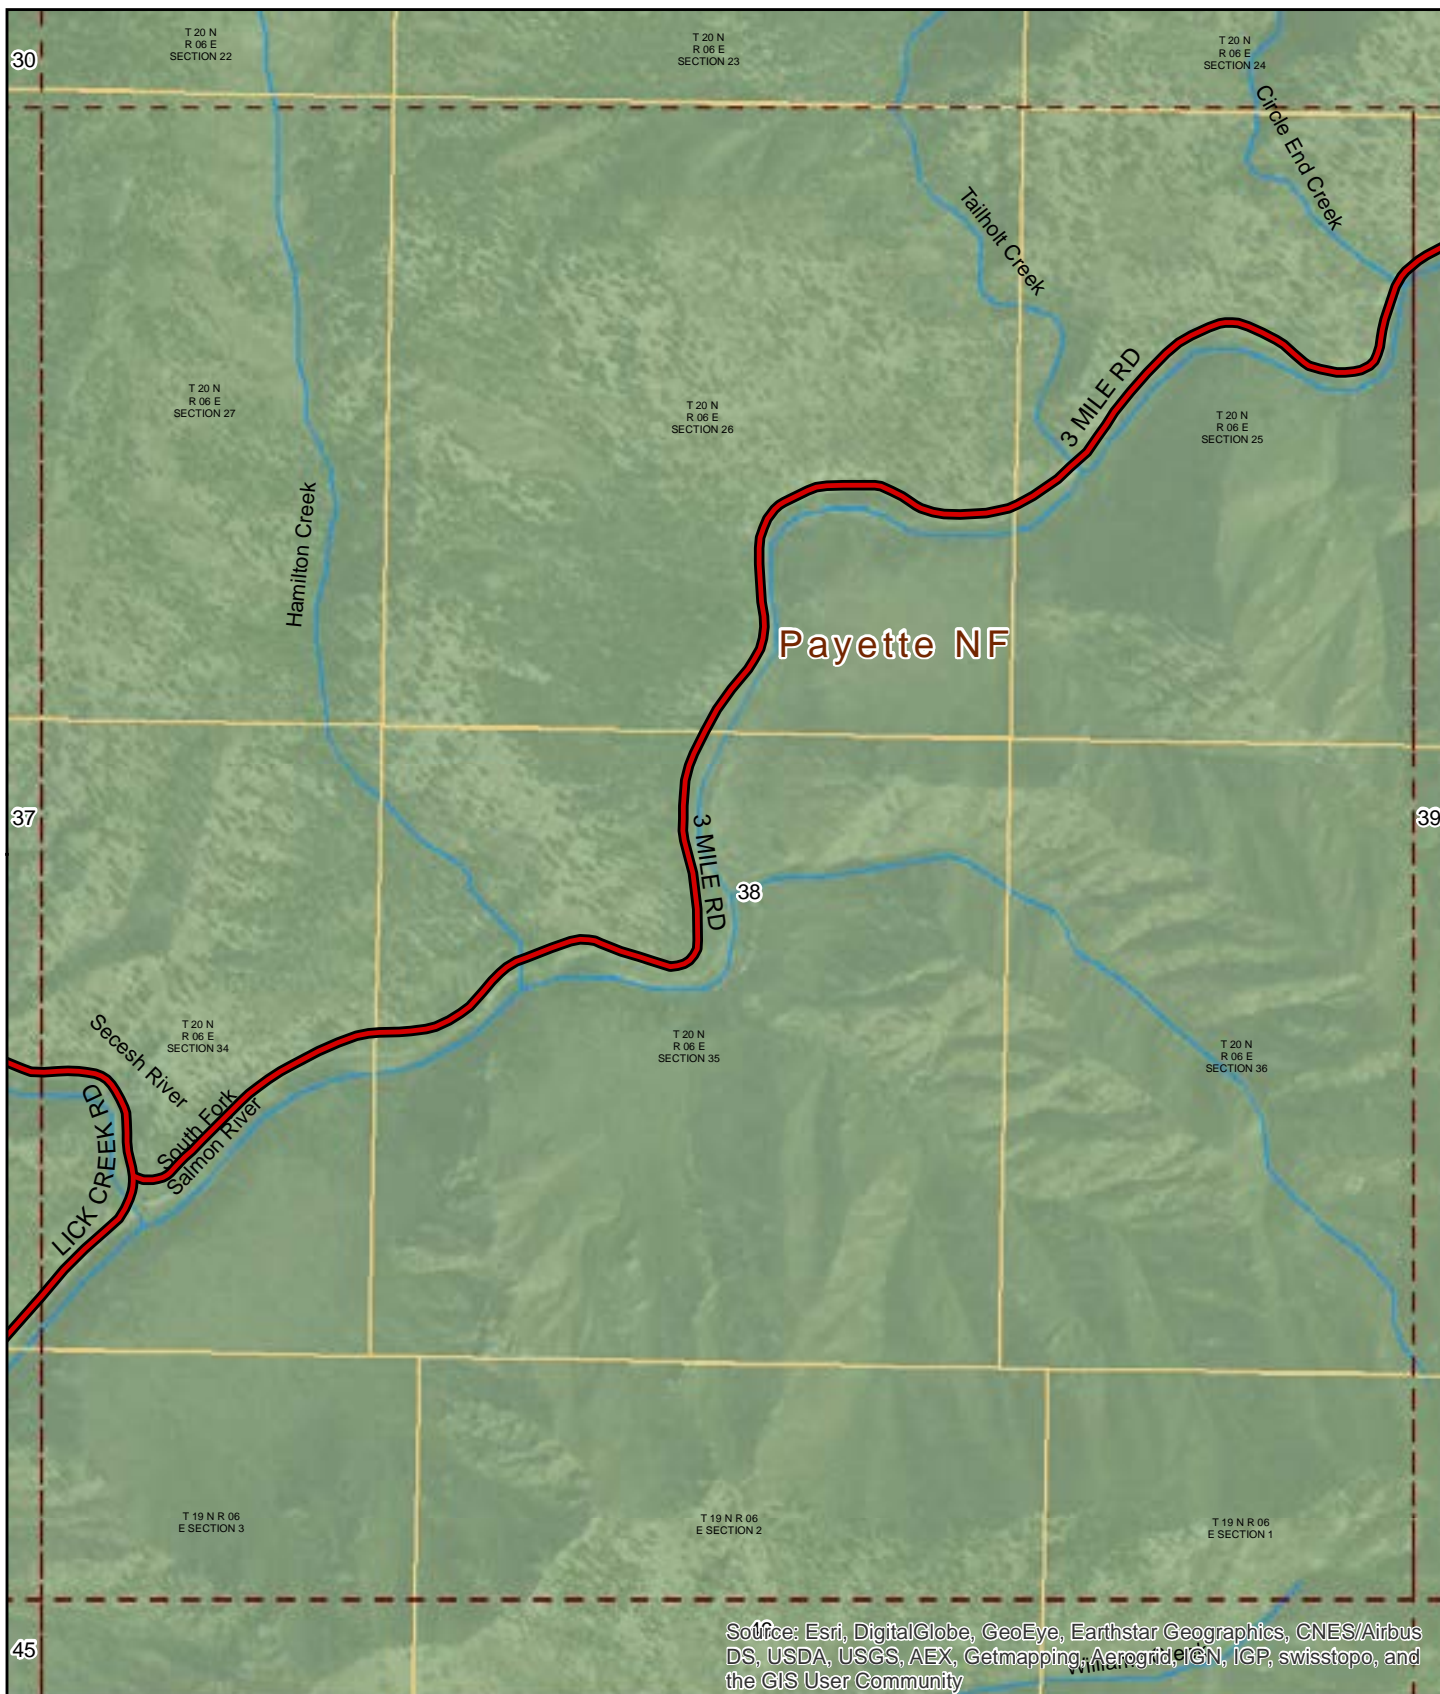 T 20 N
R 06 E
SECTION 22
T 20 N
R 06 E
SECTION 23
T 20 N
R 06 E
SECTION 24
30
Circle End Creek
Tailholt Creek
3 MILE RD
T 20 N
R 06 E
SECTION 27
T 20 N
R 06 E
SECTION 26
T 20 N
R 06 E
SECTION 25
Hamilton Creek
Payette NF
37
39
3 MILE RD
38
Secesh River
T 20 N
R 06 E
SECTION 34
T 20 N
R 06 E
SECTION 35
T 20 N
R 06 E
SECTION 36
LICK CREEK RD
South Fork
Salmon River
T 19 N R 06
E SECTION 3
T 19 N R 06
E SECTION 2
T 19 N R 06
E SECTION 1
45
Source: Esri, DigitalGlobe, GeoEye, Earthstar Geographics, CNES/Airbus
DS, USDA, USGS, AEX, Getmapping, Aerogrid, IGN, IGP, swisstopo, and
the GIS User Community